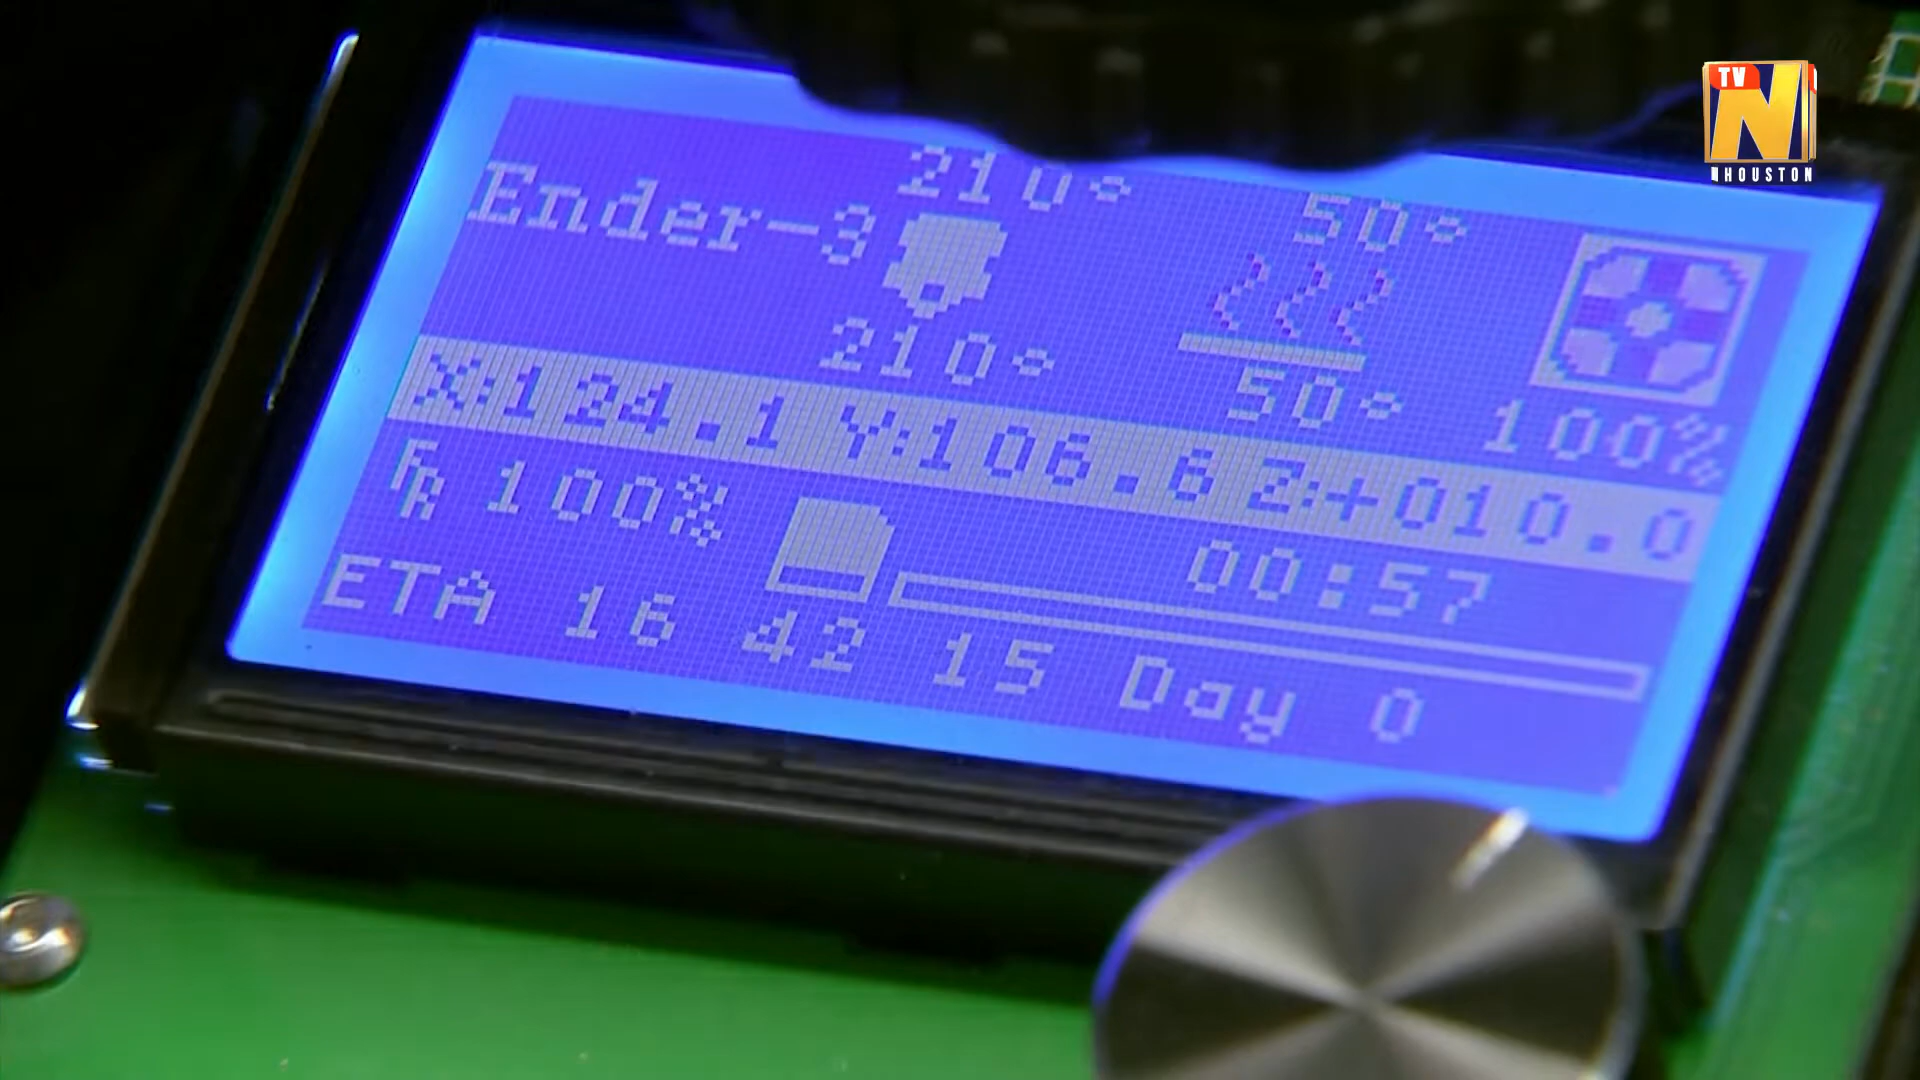 210° 50°
Ender-3
210° 50° 100%
X:124.1 Y:106.6 Z:+010.0
FR 100% 00:57
ETA 16 42 15 Day 0
TV
N
HOUSTON